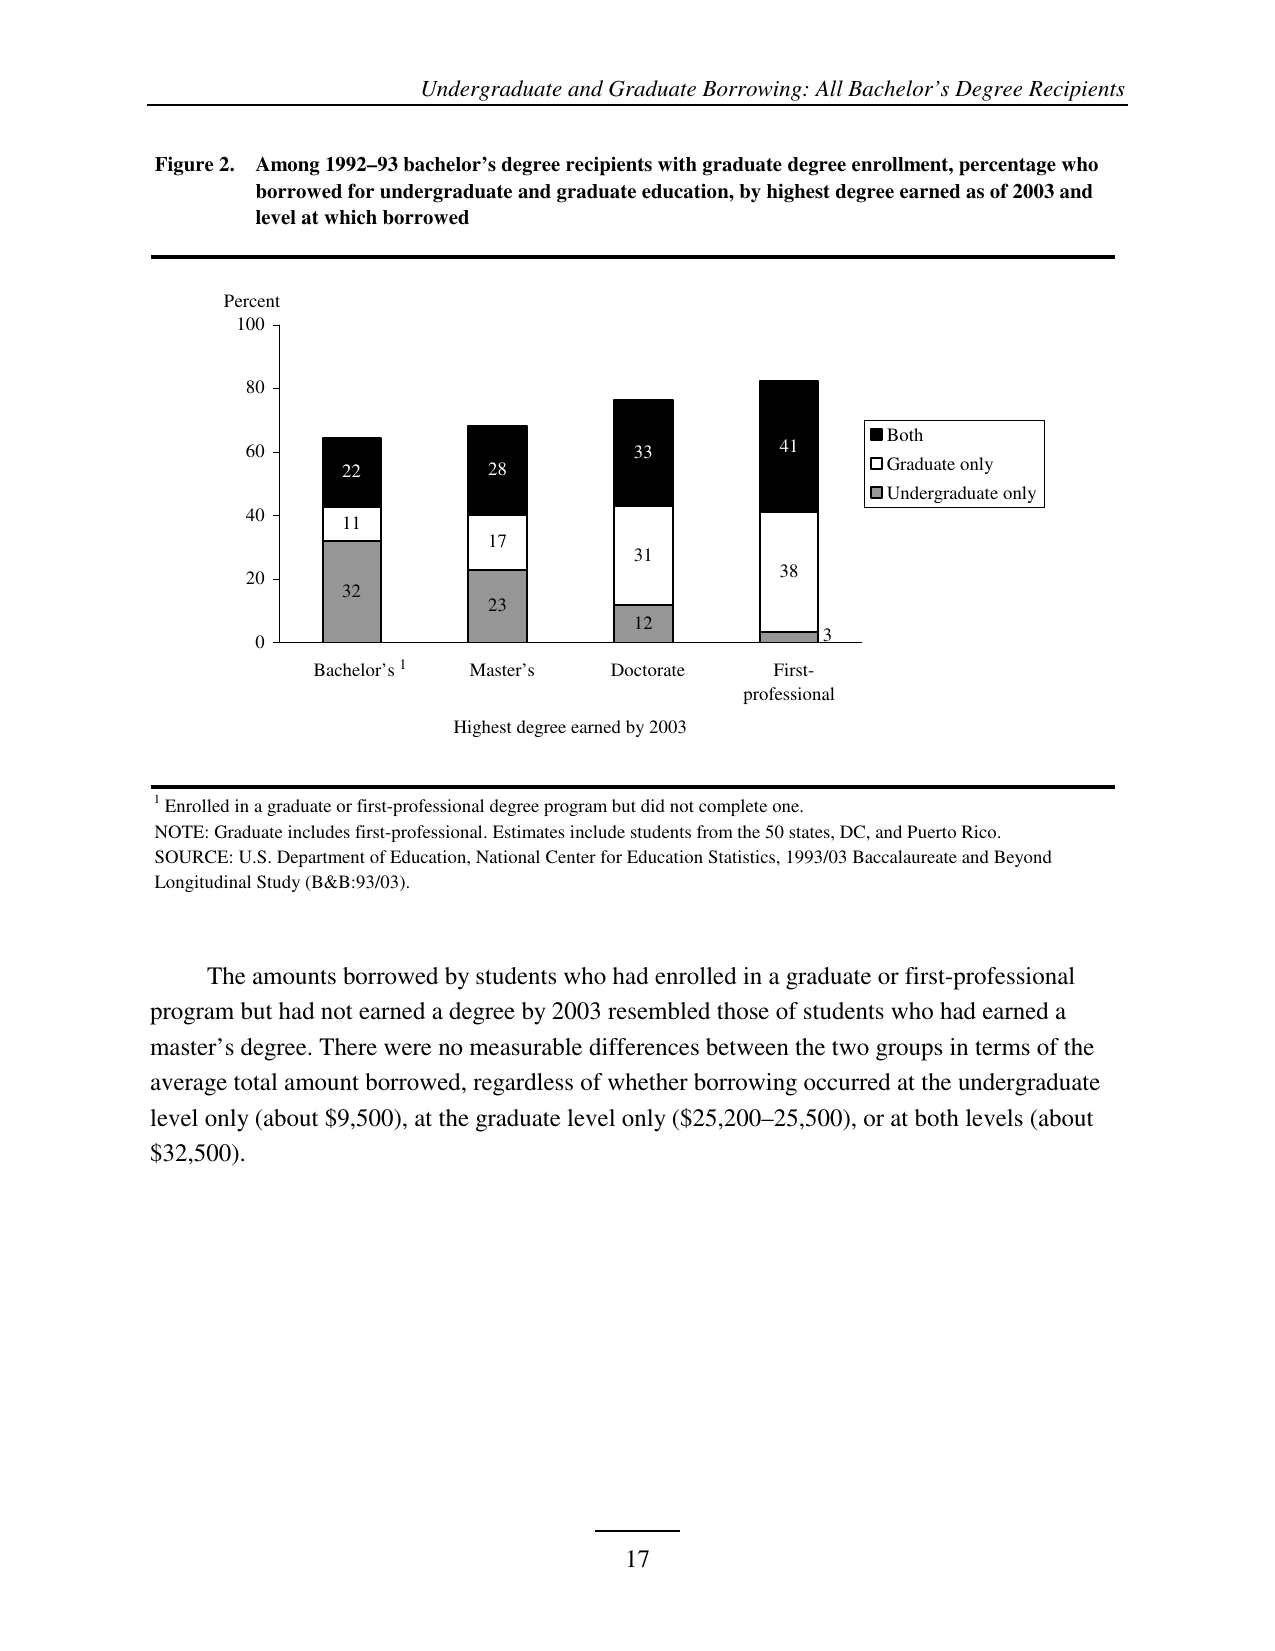 Undergraduate and Graduate Borrowing: All Bachelor’s Degree Recipients
Figure 2. Among 1992–93 bachelor’s degree recipients with graduate degree enrollment, percentage who
borrowed for undergraduate and graduate education, by highest degree earned as of 2003 and
level at which borrowed
Percent
100
80
60
40
20
0
22
11
32
28
17
23
33
31
12
41
38
3
Both
Graduate only
Undergraduate only
Bachelor’s 1
Master’s
Doctorate
First-
professional
Highest degree earned by 2003
1 Enrolled in a graduate or first-professional degree program but did not complete one.
NOTE: Graduate includes first-professional. Estimates include students from the 50 states, DC, and Puerto Rico.
SOURCE: U.S. Department of Education, National Center for Education Statistics, 1993/03 Baccalaureate and Beyond
Longitudinal Study (B&B:93/03).
The amounts borrowed by students who had enrolled in a graduate or first-professional
program but had not earned a degree by 2003 resembled those of students who had earned a
master’s degree. There were no measurable differences between the two groups in terms of the
average total amount borrowed, regardless of whether borrowing occurred at the undergraduate
level only (about $9,500), at the graduate level only ($25,200–25,500), or at both levels (about
$32,500).
17